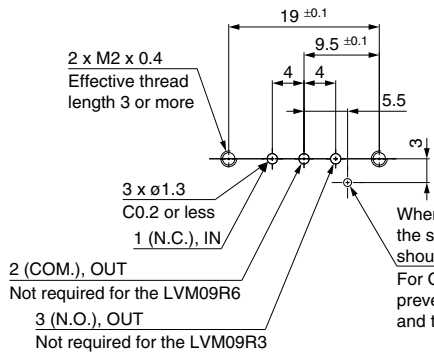 19 ±0.1
9.5 ±0.1
2 x M2 x 0.4
Effective thread
length 3 or more
4 4
5.5
3
3 x ø1.3
C0.2 or less
1 (N.C.), IN
2 (COM.), OUT
Not required for the LVM09R6
3 (N.O.), OUT
Not required for the LVM09R3
When
the s
shou
For C
preve
and t